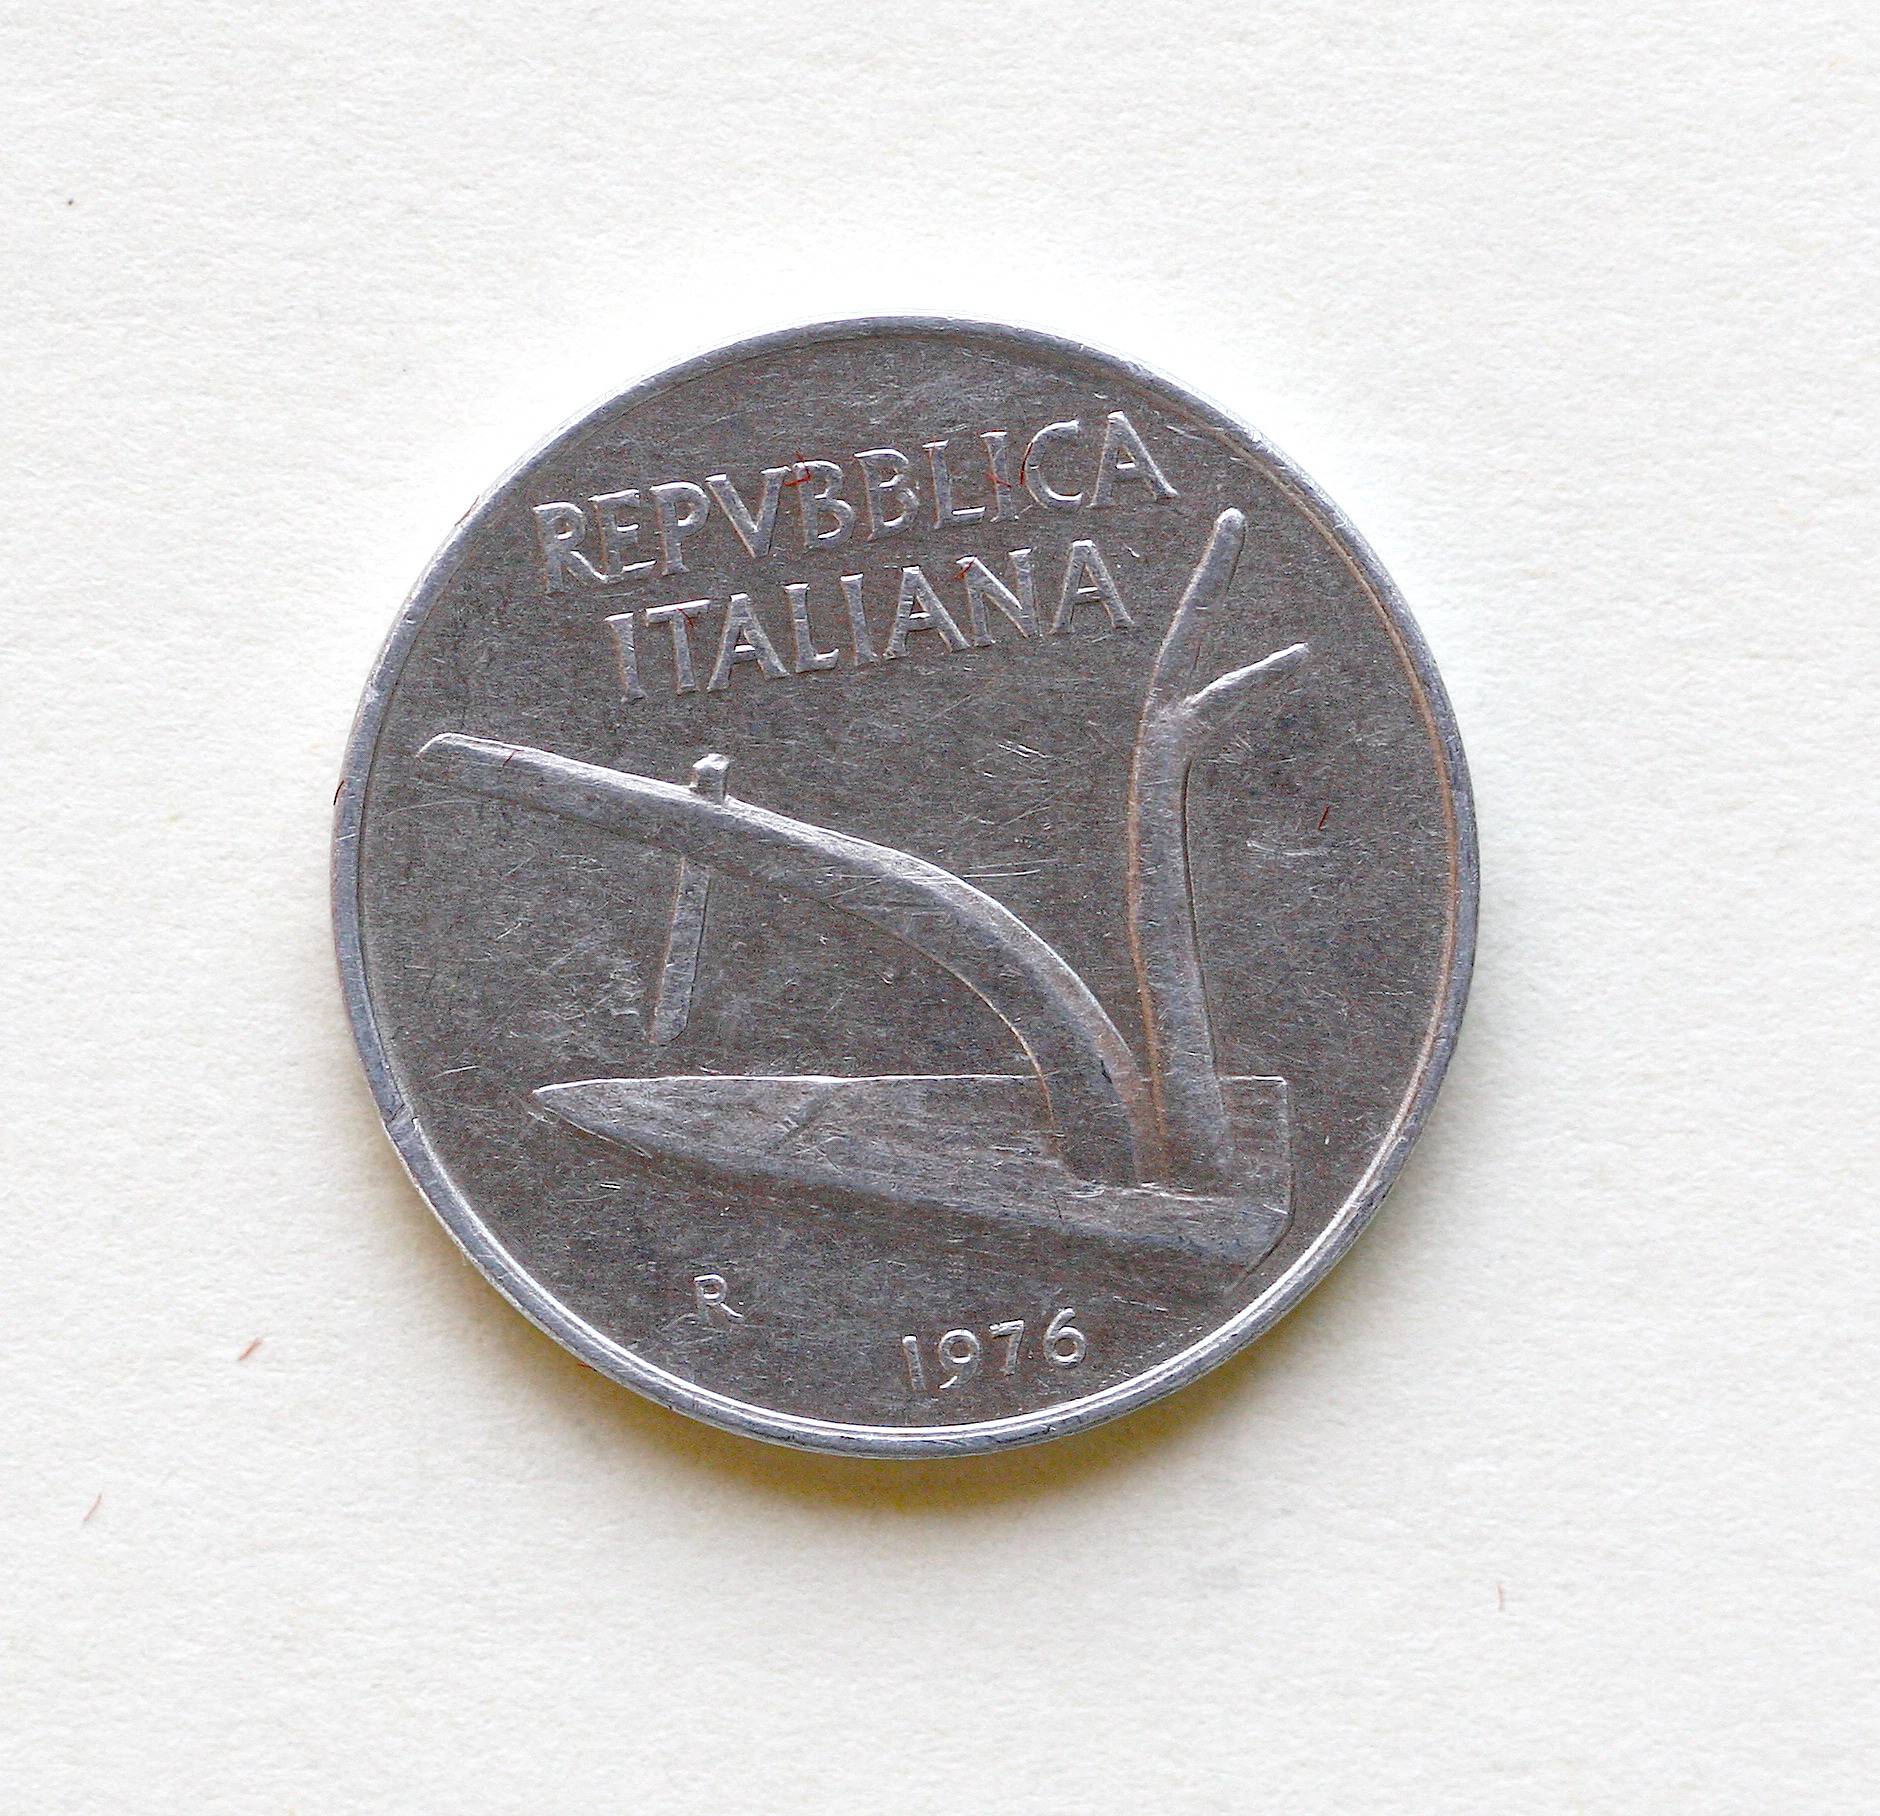 REPVBBLICA
ITALIANA
R
1976